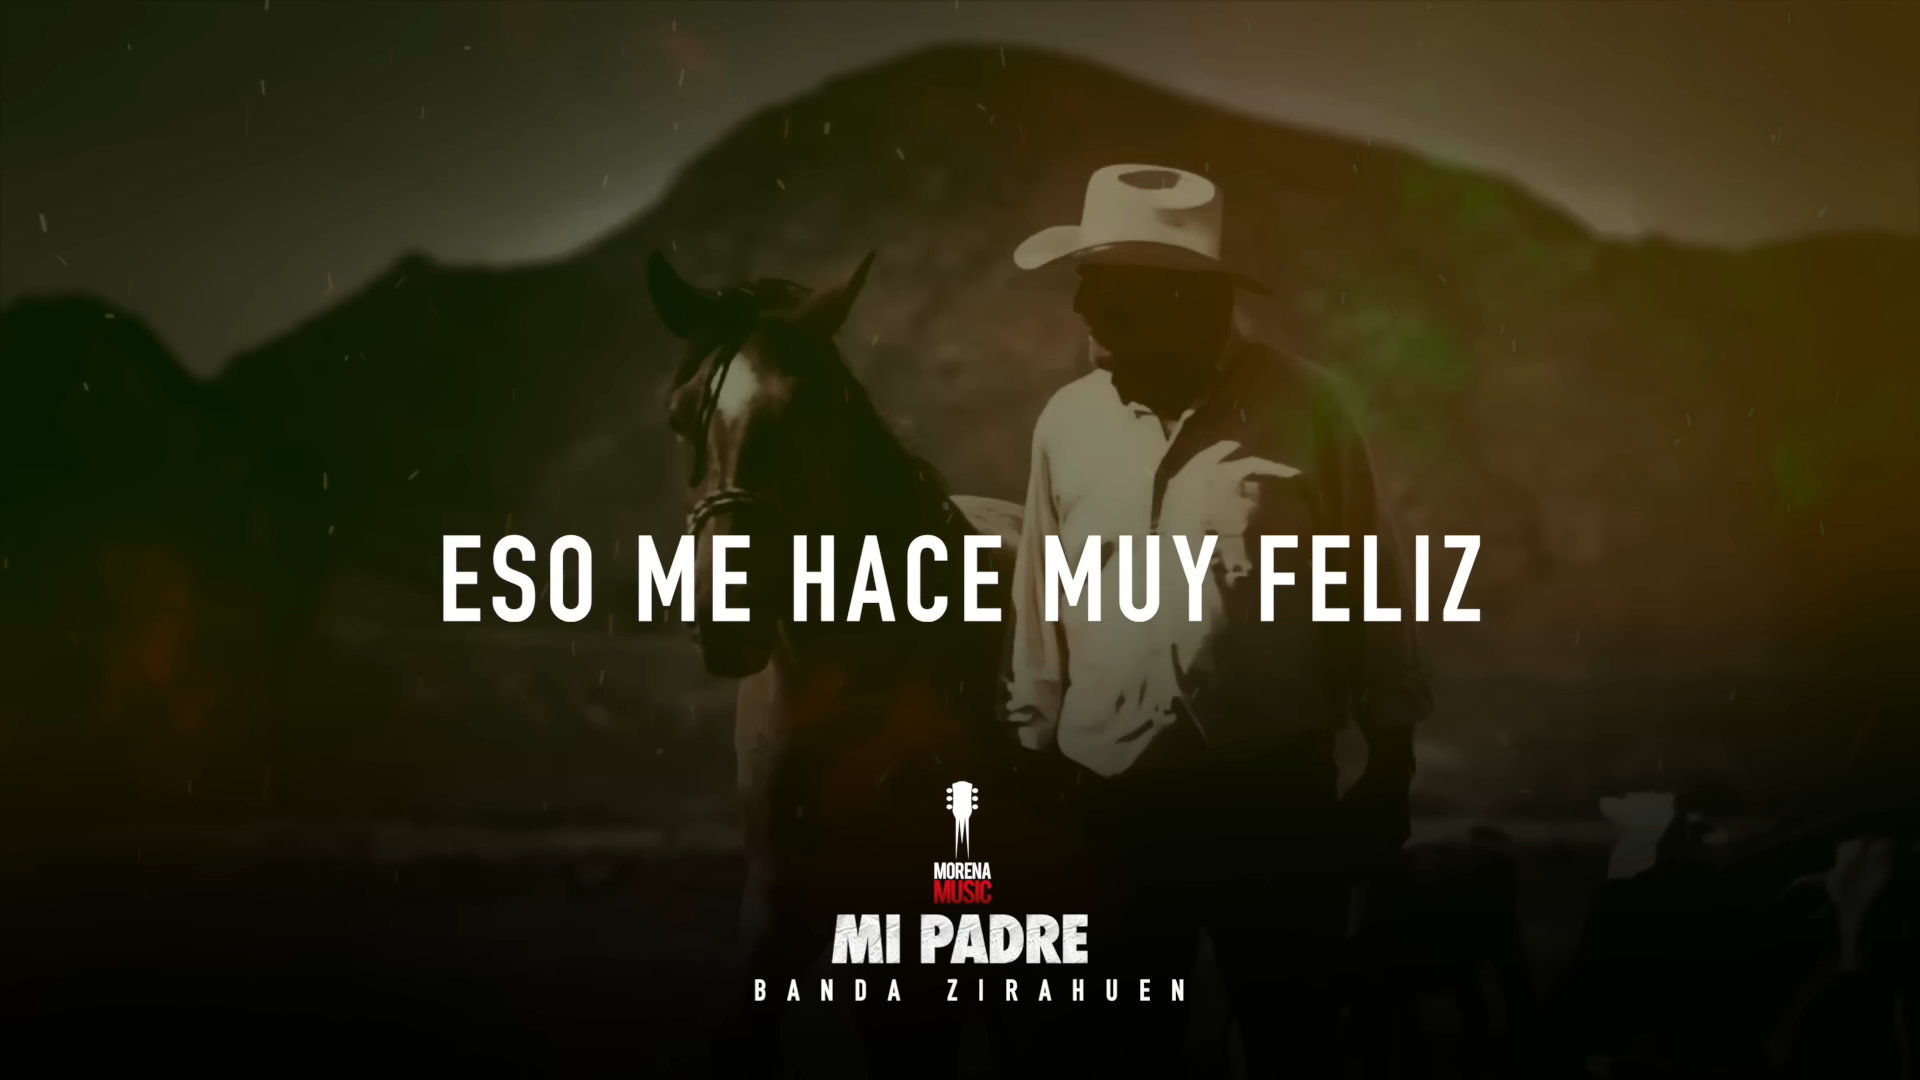 ESO ME HACE MUY FELIZ
MORENA
MUSIC
MI PADRE
BANDA ZIRAHUEN